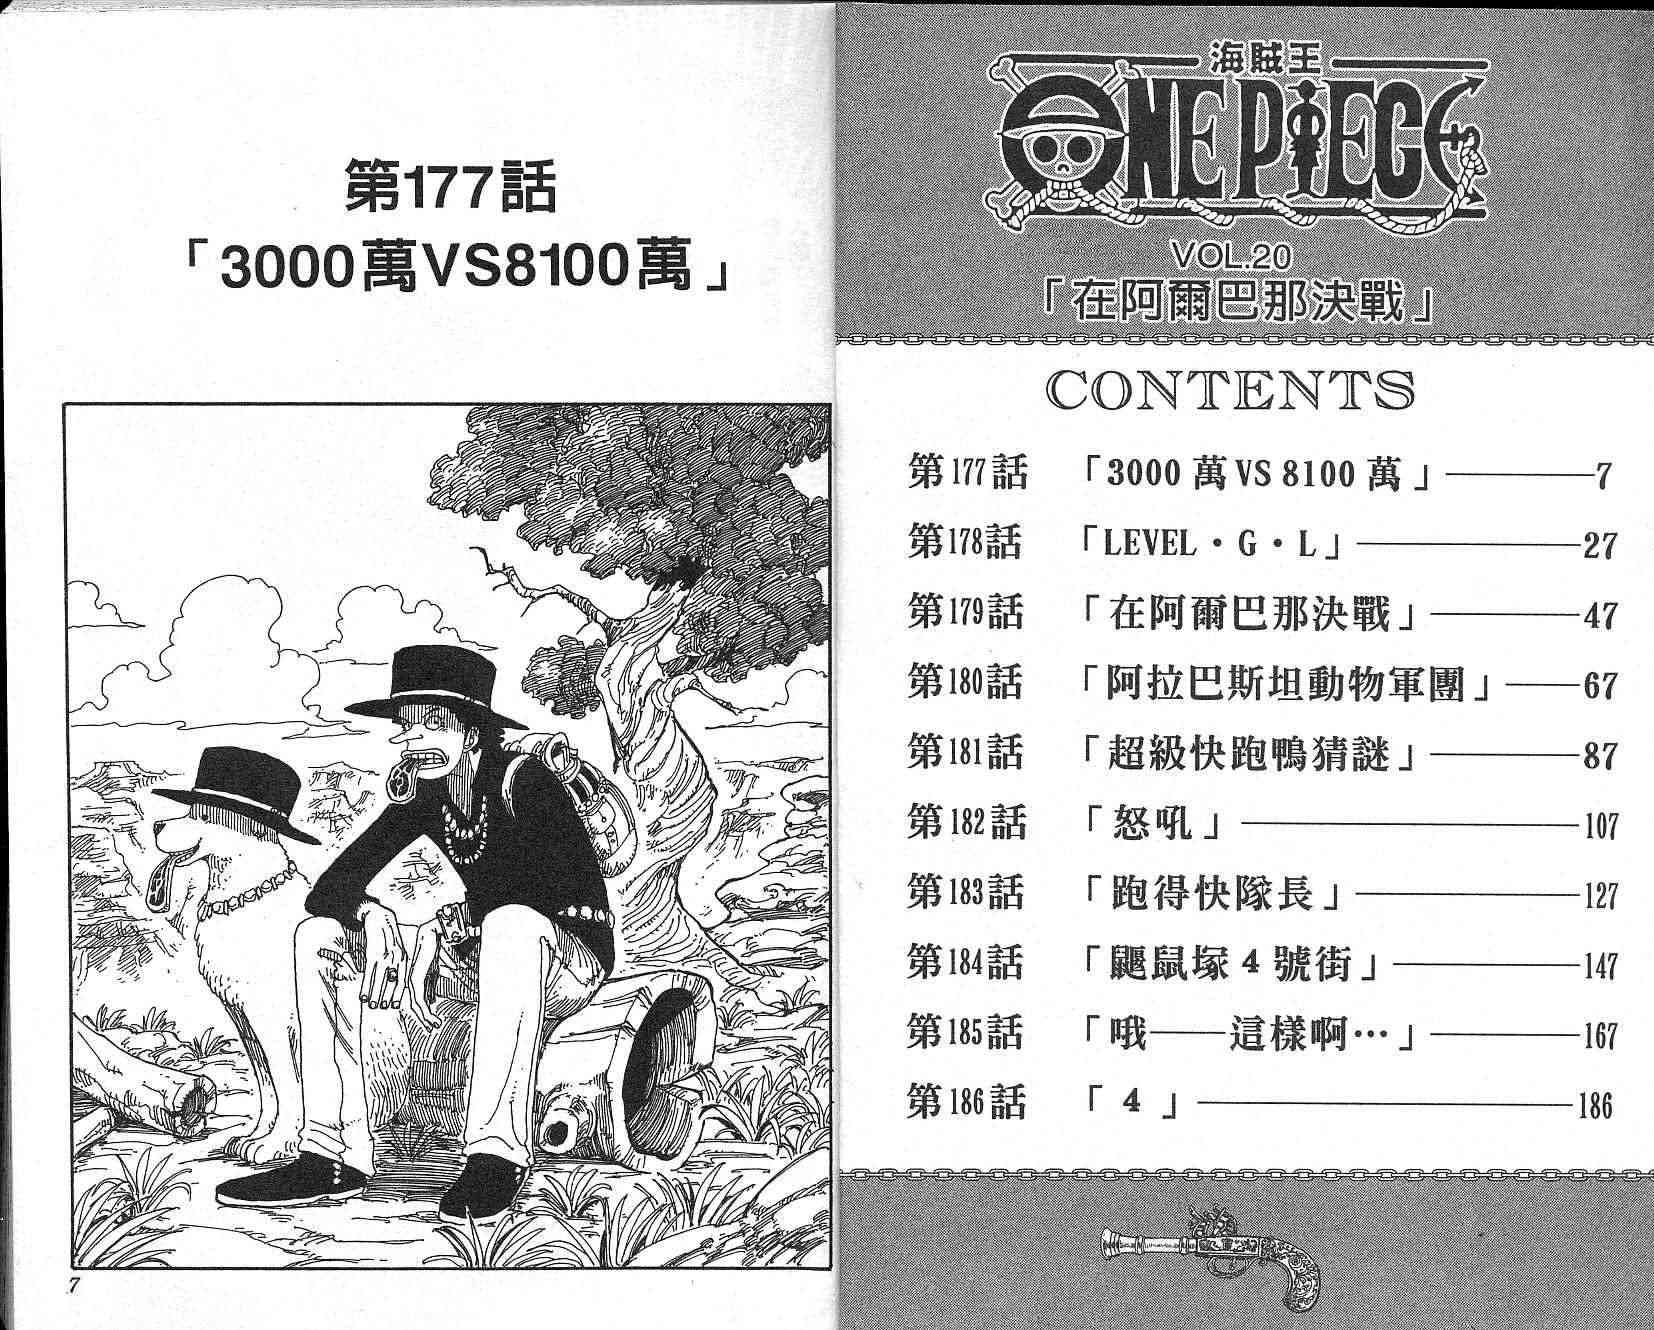 海賊王
ONE PIECE
VOL.20
「在阿爾巴那決戰」
CONTENTS
第177話 「3000萬VS8100萬」 7
第178話 「LEVEL・G・L」 27
第179話 「在阿爾巴那決戰」 47
第180話 「阿拉巴斯坦動物軍團」 67
第181話 「超級快跑鴨猜謎」 87
第182話 「怒吼」 107
第183話 「跑得快隊長」 127
第184話 「鼴鼠塚4號街」 147
第185話 「哦——這樣啊…」 167
第186話 「4」 186
第177話
「3000萬VS8100萬」
7